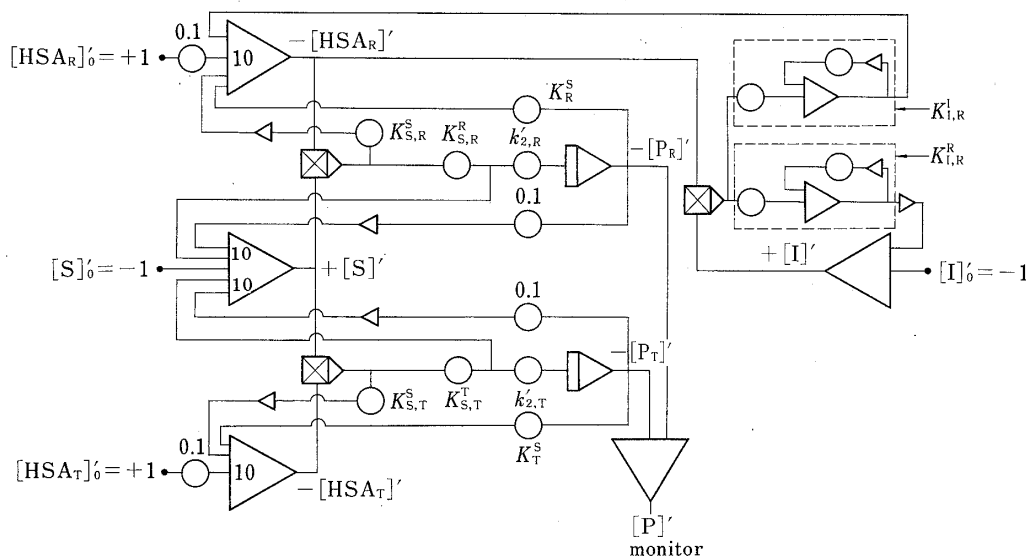 0.1
[HSA_R]'_0=+1
10
−[HSA_R]'
K^S_R
K^I_{I,R}
K^S_{S,R}
K^R_{S,R}
k'_{2,R}
−[P_R]'
K^R_{I,R}
0.1
10
[S]'_0=−1
+[S]'
10
+[I]'
[I]'_0=−1
0.1
−[P_T]'
K^S_{S,T}
K^T_{S,T}
k'_{2,T}
0.1
K^S_T
[HSA_T]'_0=+1
10
−[HSA_T]'
[P]'
monitor